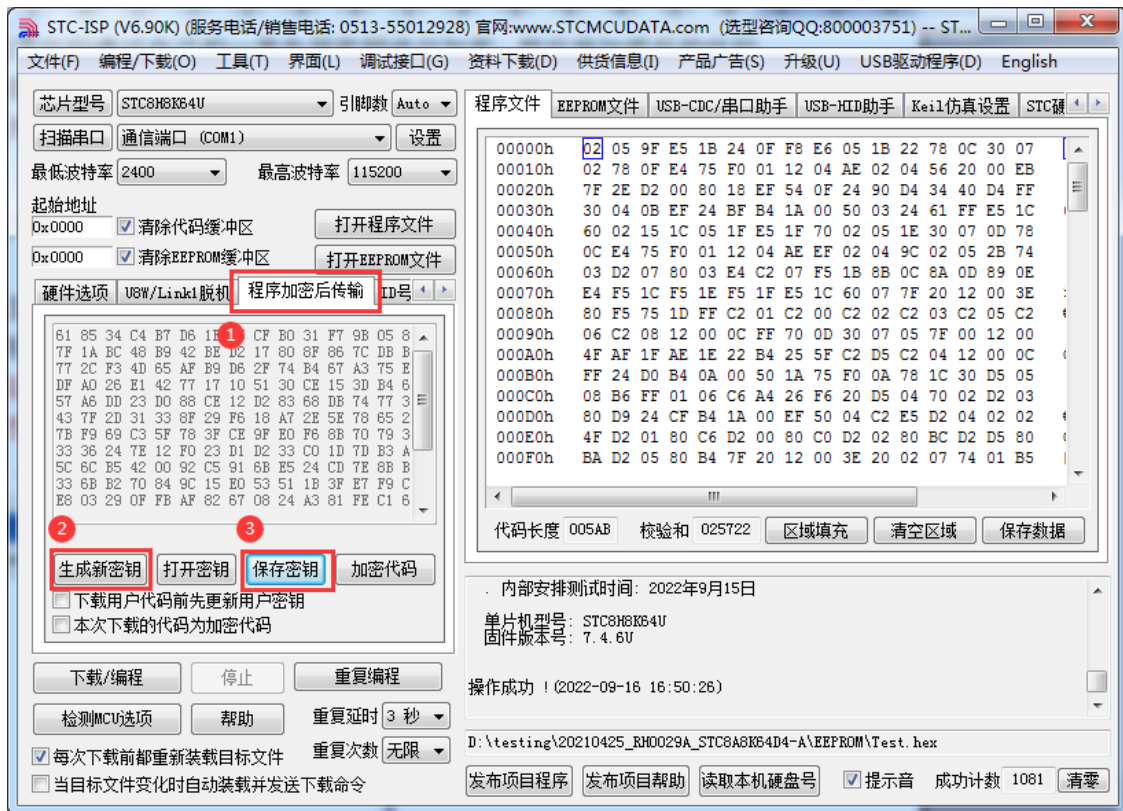 STC-ISP (V6.90K) (服务电话/销售电话: 0513-55012928) 官网:www.STCMCUDATA.com (选型咨询QQ:800003751) -- ST...
文件(F) 编程/下载(O) 工具(T) 界面(L) 调试接口(G) 资料下载(D) 供货信息(I) 产品广告(S) 升级(U) USB驱动程序(D) English
芯片型号 STC8H8K64U 引脚数 Auto
扫描串口 通信端口 (COM1) 设置
最低波特率 2400 最高波特率 115200
起始地址
0x0000 清除代码缓冲区 打开程序文件
0x0000 清除EEPROM缓冲区 打开EEPROM文件
硬件选项 U8W/Link1脱机 程序加密后传输 ID号
1
61 85 34 C4 B7 D6 CF B0 31 F7 9B 05 8
7F 1A BC 48 B9 42 BE D2 17 80 8F 86 7C DB B
77 2C F3 4D 65 AF B9 D6 2F 74 B4 67 A3 75 E
DF A0 26 E1 42 77 17 10 51 30 CE 15 3D B4 6
57 A6 DD 23 D0 88 CE 12 D2 83 68 DB 74 77 3
43 7F 2D 31 33 8F 29 F6 18 A7 2E 5E 78 65 2
7B F9 69 C3 5F 78 3F CE 9F E0 F6 8B 70 79 3
33 36 24 7E 12 F0 23 D1 D2 33 C0 1D 7D B3 A
5C 6C B5 42 00 92 C5 91 6B E5 24 CD 7E 8B B
33 6B B2 70 84 9C 15 E0 53 51 1B 3F E7 F9 C
E8 03 29 0F FB AF 82 67 08 24 A3 81 FE C1 6
2 3
生成新密钥 打开密钥 保存密钥 加密代码
下载用户代码前先更新用户密钥
本次下载的代码为加密代码
下载/编程 停止 重复编程
检测MCU选项 帮助 重复延时 3 秒
每次下载前都重新装载目标文件 重复次数 无限
当目标文件变化时自动装载并发送下载命令
程序文件 EEPROM文件 USB-CDC/串口助手 USB-HID助手 Keil仿真设置 STC硬
00000h 02 05 9F E5 1B 24 0F F8 E6 05 1B 22 78 0C 30 07
00010h 02 78 0F E4 75 F0 01 12 04 AE 02 04 56 20 00 EB
00020h 7F 2E D2 00 80 18 EF 54 0F 24 90 D4 34 40 D4 FF
00030h 30 04 0B EF 24 BF B4 1A 00 50 03 24 61 FF E5 1C
00040h 60 02 15 1C 05 1F E5 1F 70 02 05 1E 30 07 0D 78
00050h 0C E4 75 F0 01 12 04 AE EF 02 04 9C 02 05 2B 74
00060h 03 D2 07 80 03 E4 C2 07 F5 1B 8B 0C 8A 0D 89 0E
00070h E4 F5 1C F5 1E F5 1F E5 1C 60 07 7F 20 12 00 3E
00080h 80 F5 75 1D FF C2 01 C2 00 C2 02 C2 03 C2 05 C2
00090h 06 C2 08 12 00 0C FF 70 0D 30 07 05 7F 00 12 00
000A0h 4F AF 1F AE 1E 22 B4 25 5F C2 D5 C2 04 12 00 0C
000B0h FF 24 D0 B4 0A 00 50 1A 75 F0 0A 78 1C 30 D5 05
000C0h 08 B6 FF 01 06 C6 A4 26 F6 20 D5 04 70 02 D2 03
000D0h 80 D9 24 CF B4 1A 00 EF 50 04 C2 E5 D2 04 02 02
000E0h 4F D2 01 80 C6 D2 00 80 C0 D2 02 80 BC D2 D5 80
000F0h BA D2 05 80 B4 7F 20 12 00 3E 20 02 07 74 01 B5
代码长度 005AB 校验和 025722 区域填充 清空区域 保存数据
. 内部安排测试时间: 2022年9月15日
单片机型号: STC8H8K64U
固件版本号: 7.4.6U
操作成功 !(2022-09-16 16:50:26)
D:\testing\20210425_RH0029A_STC8A8K64D4-A\EEPROM\Test.hex
发布项目程序 发布项目帮助 读取本机硬盘号 提示音 成功计数 1081 清零